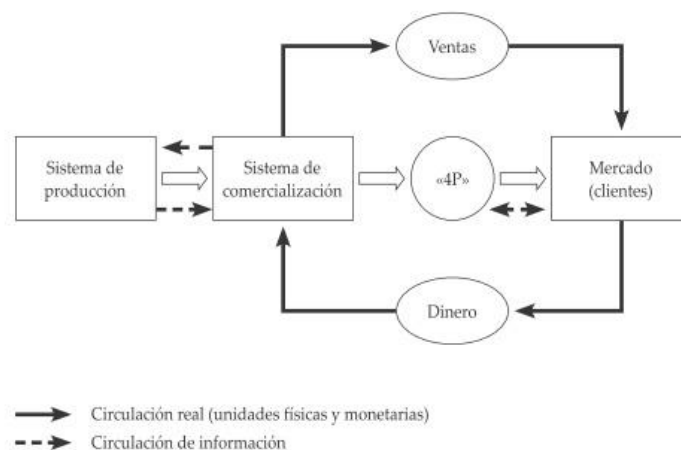 Ventas
Sistema de
producción
Sistema de
comercialización
«4P»
Mercado
(clientes)
Dinero
Circulación real (unidades físicas y monetarias)
Circulación de información